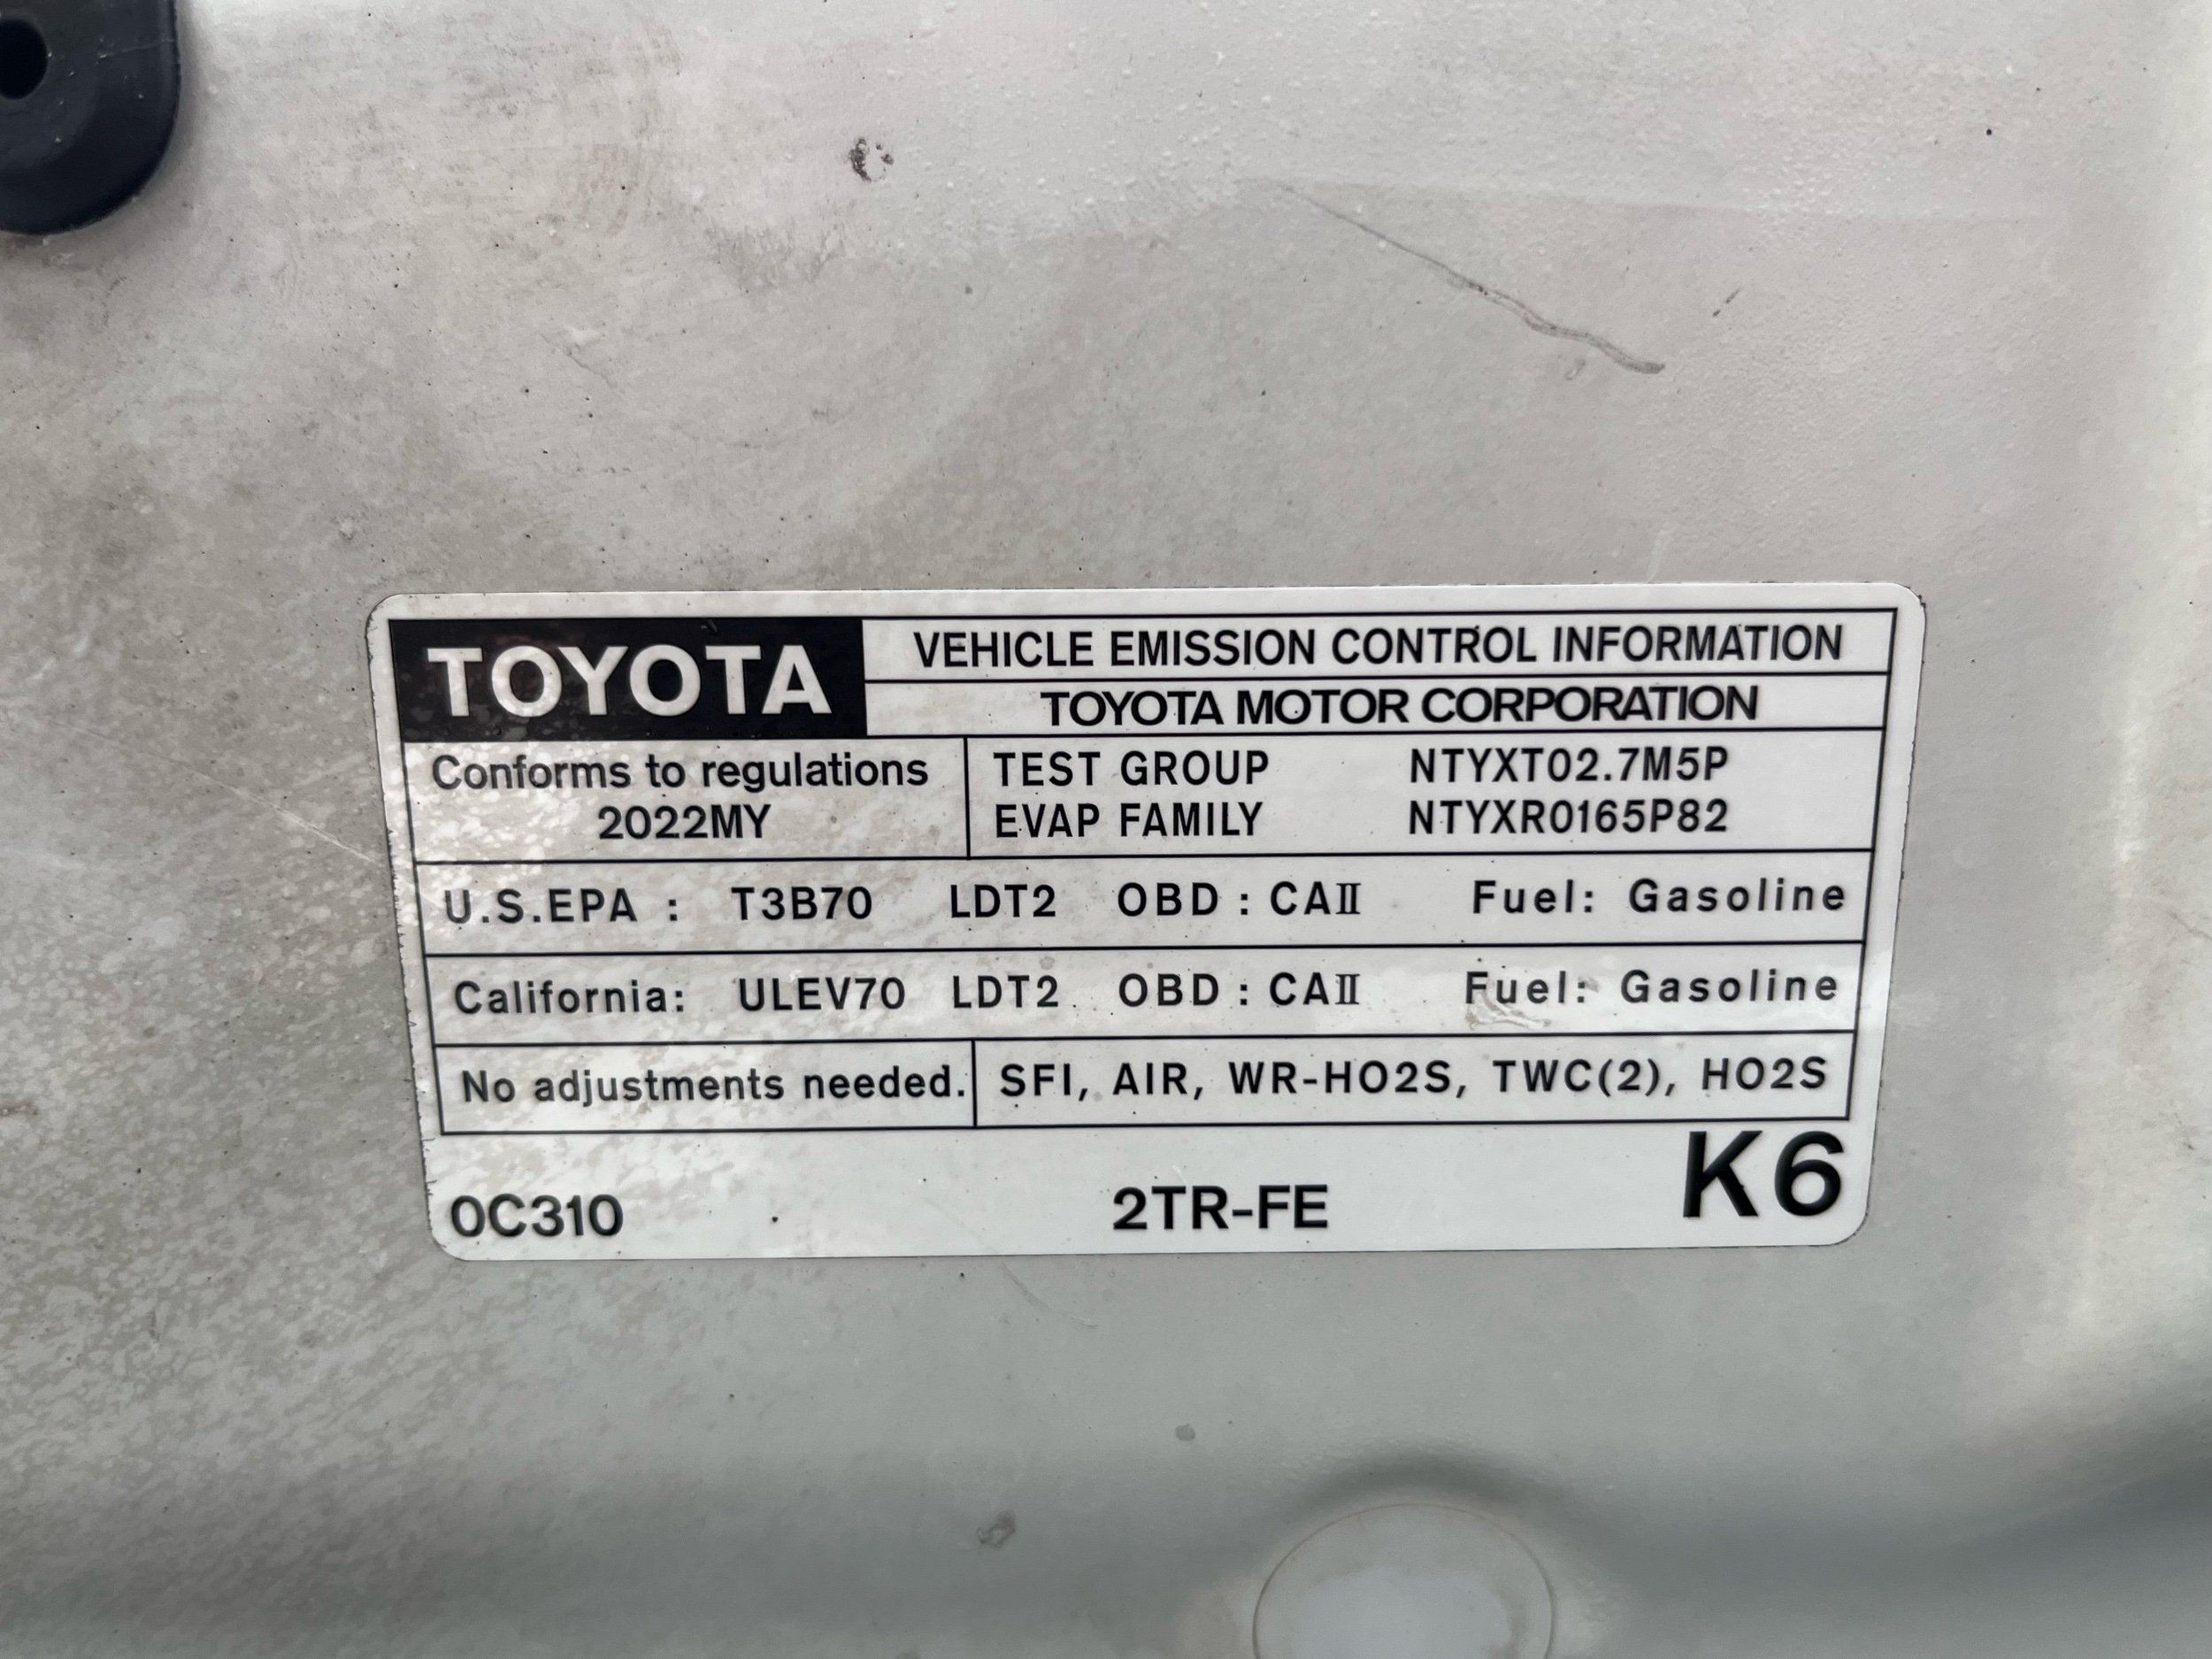 TOYOTA
VEHICLE EMISSION CONTROL INFORMATION
TOYOTA MOTOR CORPORATION
Conforms to regulations
2022MY
TEST GROUP NTYXT02.7M5P
EVAP FAMILY NTYXR0165P82
U.S.EPA : T3B70 LDT2 OBD : CAⅡ Fuel: Gasoline
California: ULEV70 LDT2 OBD : CAⅡ Fuel: Gasoline
No adjustments needed. SFI, AIR, WR-HO2S, TWC(2), HO2S
0C310 2TR-FE K6